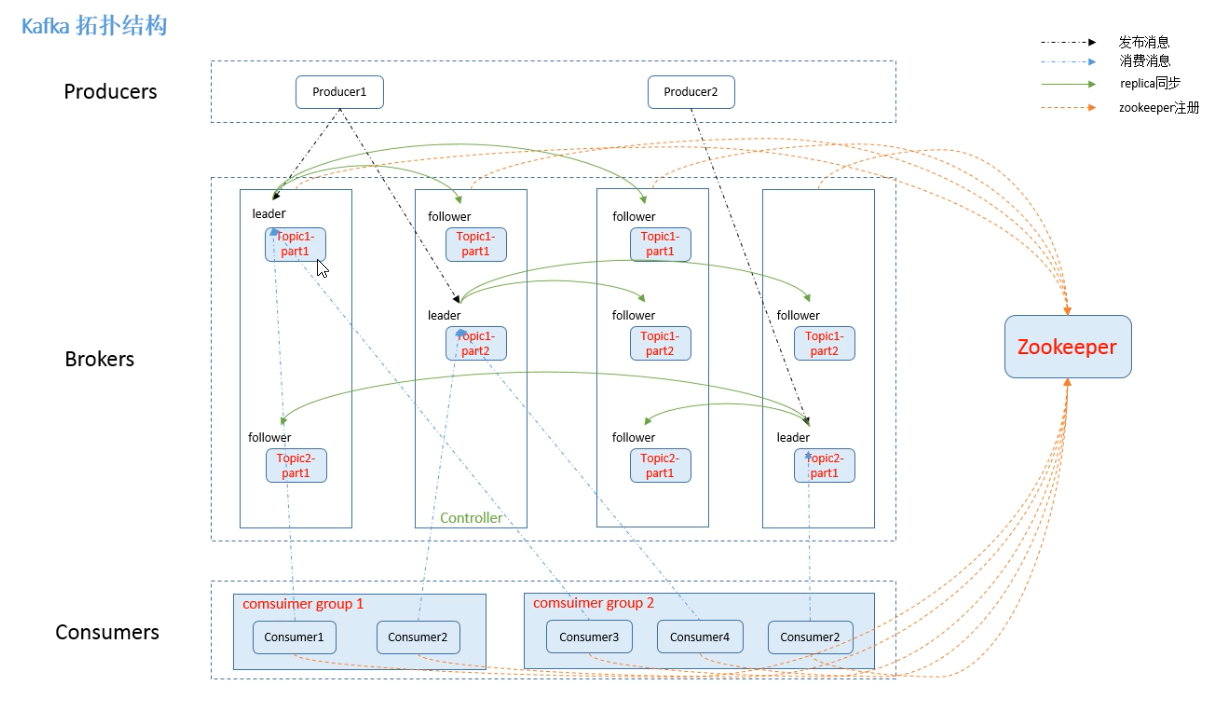 Kafka 拓扑结构
发布消息
消费消息
replica同步
zookeeper注册
Producers
Producer1
Producer2
Brokers
leader
Topic1-
part1
follower
Topic1-
part1
follower
Topic1-
part1
leader
Topic1-
part2
follower
Topic1-
part2
follower
Topic1-
part2
follower
Topic2-
part1
follower
Topic2-
part1
leader
Topic2-
part1
Controller
Zookeeper
Consumers
comsuimer group 1
Consumer1
Consumer2
comsuimer group 2
Consumer3
Consumer4
Consumer2